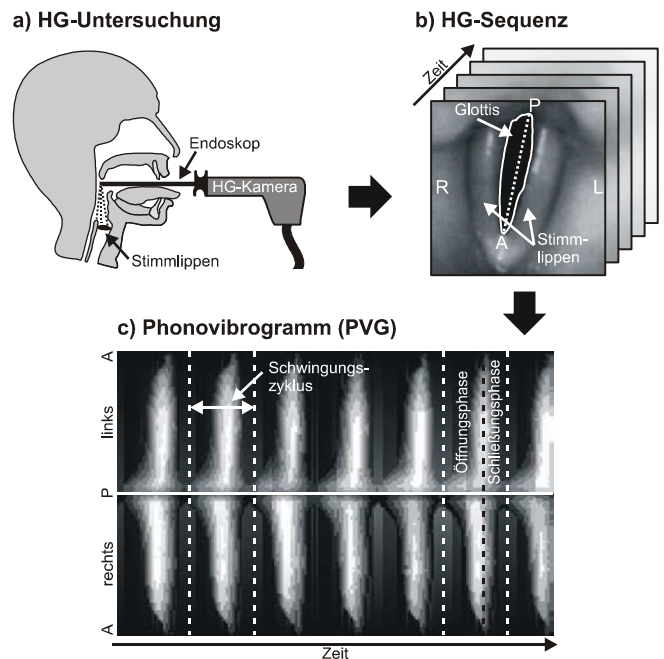 a) HG-Untersuchung
Endoskop
HG-Kamera
Stimmlippen
b) HG-Sequenz
Zeit
P
Glottis
R
L
A
Stimm-
lippen
c) Phonovibrogramm (PVG)
A
links
P
rechts
A
Schwingungs-
zyklus
Öffnungsphase
Schließungsphase
Zeit